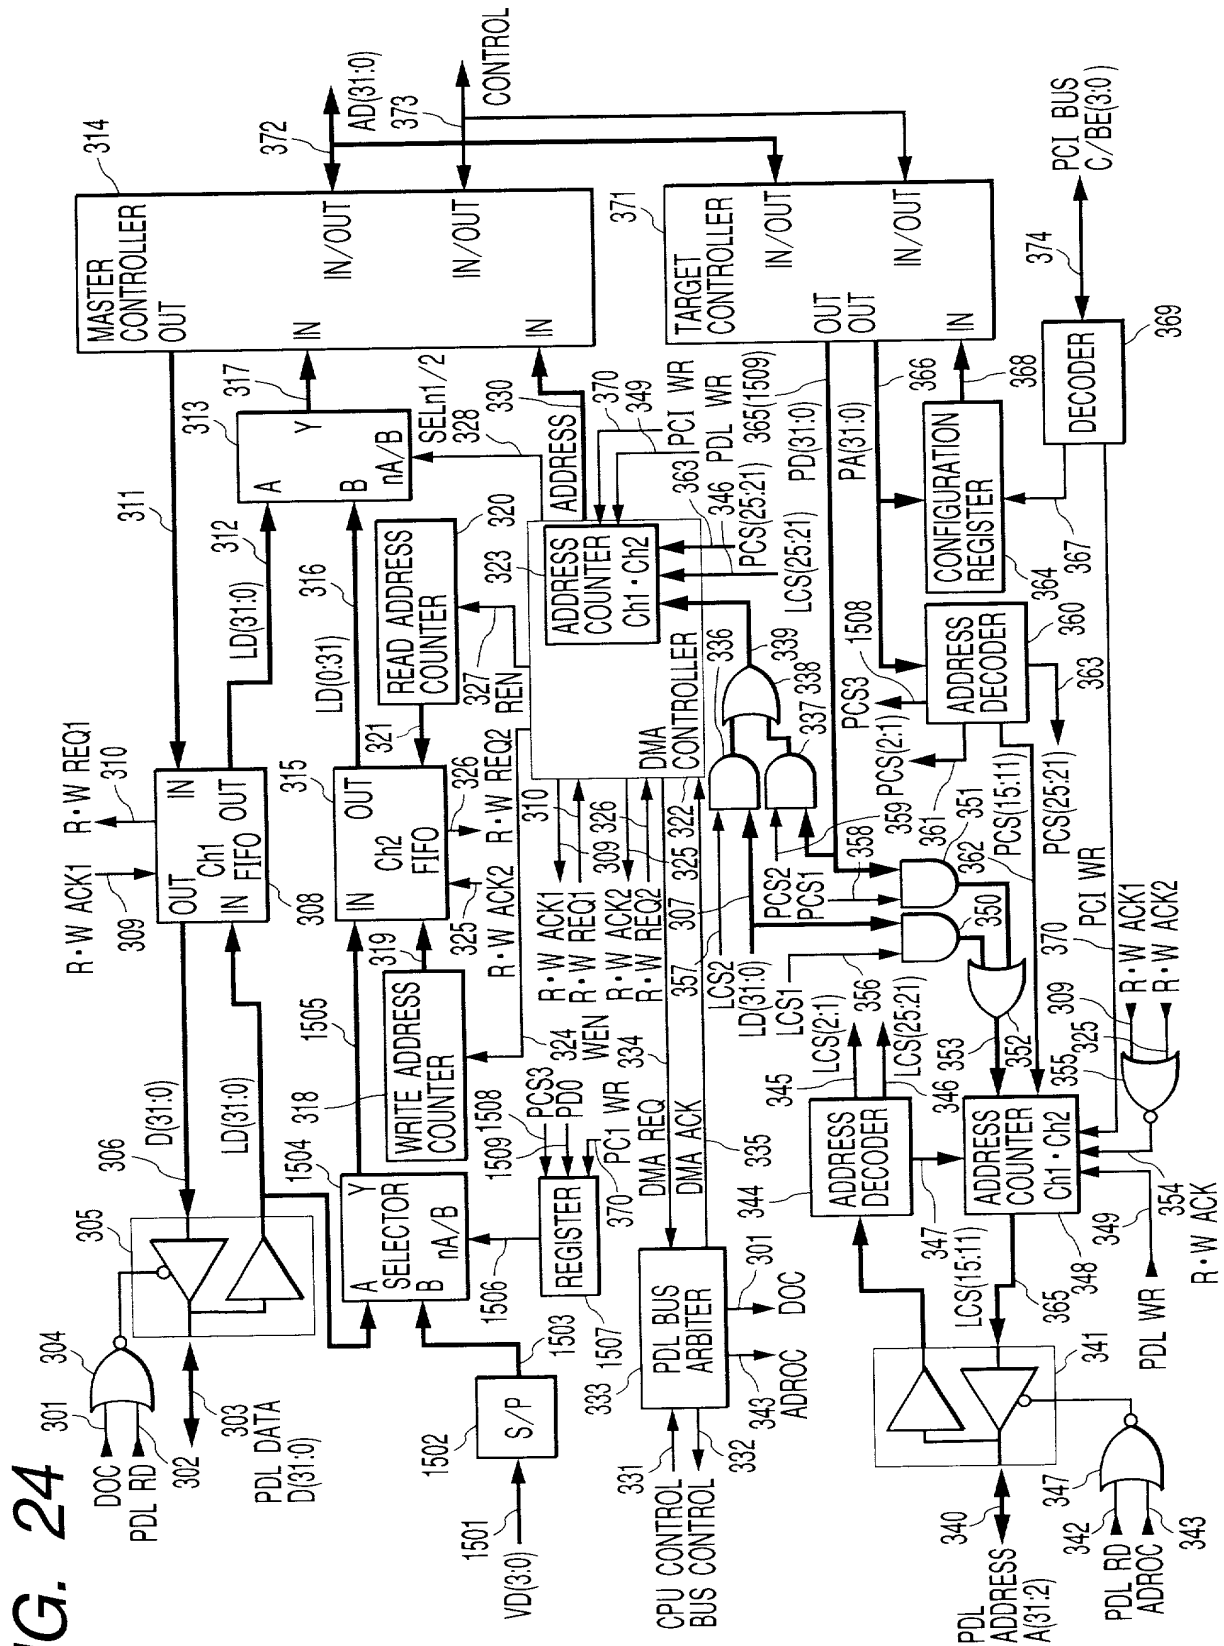 FIG. 24
DOC
301
PDL RD
302
303
PDL DATA
D(31:0)
304
305
306
D(31:0)
LD(31:0)
R·W ACK1
309
R·W REQ1
310
OUT
IN
Ch1
FIFO
IN
OUT
308
311
LD(31:0)
312
313
A
Y
B
nA/B
317
MASTER
CONTROLLER
OUT
IN
IN/OUT
IN/OUT
IN
314
372
AD(31:0)
373
CONTROL
VD(3:0)
1501
1502
S/P
1503
1504
A
Y
SELECTOR
B
nA/B
1505
1506
1507
REGISTER
1509
1508
PCS3
PD0
PC1 WR
370
318
WRITE ADDRESS
COUNTER
319
315
IN
OUT
Ch2
FIFO
325
R·W ACK2
326
R·W REQ2
LD(0:31)
316
321
READ ADDRESS
COUNTER
320
327
REN
SELn1/2
328
ADDRESS
330
323
ADDRESS
COUNTER
Ch1·Ch2
DMA
CONTROLLER
322
370
349
PCI WR
PDL WR
363
346
PCS(25:21)
LCS(25:21)
324
WEN
R·W ACK1
309
R·W REQ1
310
R·W ACK2
325
R·W REQ2
326
CPU CONTROL
331
BUS CONTROL
332
333
PDL BUS
ARBITER
343
ADROC
301
DOC
334
DMA REQ
DMA ACK
335
307
357
LCS2
LD(31:0)
LCS1
356
PCS2
PCS1
359
358
336
337
338
339
365(1509)
PD(31:0)
PA(31:0)
366
TARGET
CONTROLLER
OUT
OUT
IN
IN/OUT
IN/OUT
371
350
351
352
353
361
362
PCS(2:1)
PCS3
1508
PCS(15:11)
PCS(25:21)
363
ADDRESS
DECODER
360
CONFIGURATION
REGISTER
364
367
368
DECODER
369
374
PCI BUS
C/BE(3:0)
344
ADDRESS
DECODER
345
LCS(2:1)
346
LCS(25:21)
347
ADDRESS
COUNTER
Ch1·Ch2
348
349
354
R·W ACK
355
309
325
R·W ACK1
R·W ACK2
370
PCI WR
LCS(15:11)
365
341
PDL WR
PDL
ADDRESS
A(31:2)
340
347
342
PDL RD
343
ADROC